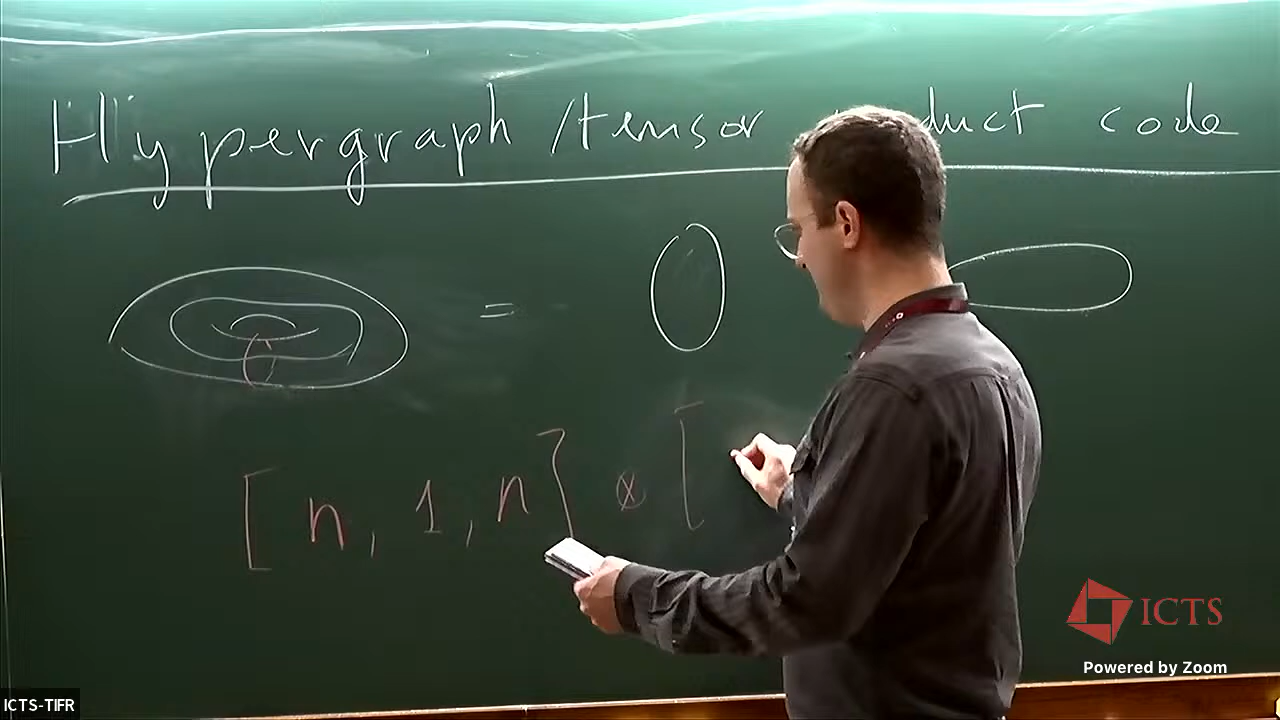 Hypergraph /tensor duct code
=
[n, 1, n] ⊗ [
ICTS
Powered by Zoom
ICTS-TIFR